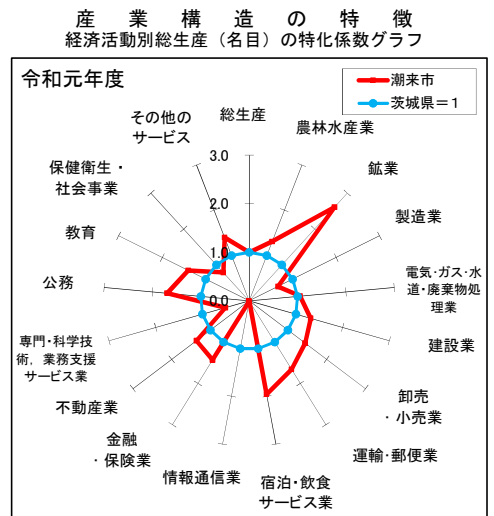 産業構造の特徴
経済活動別総生産（名目）の特化係数グラフ
令和元年度
潮来市
茨城県＝１
総生産
農林水産業
鉱業
製造業
電気・ガス・水
道・廃棄物処
理業
建設業
卸売
・小売業
運輸・郵便業
宿泊・飲食
サービス業
情報通信業
金融
・保険業
不動産業
専門・科学技
術，業務支援
サービス業
公務
教育
保健衛生・
社会事業
その他の
サービス
3.0
2.0
1.0
0.0